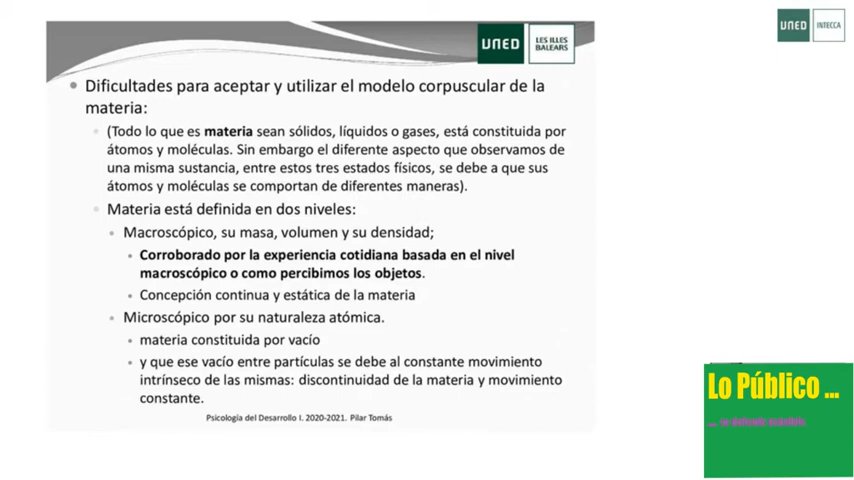 UNED
INTECCA
UNED
LES ILLES
BALEARS
Dificultades para aceptar y utilizar el modelo corpuscular de la
materia:
(Todo lo que es materia sean sólidos, líquidos o gases, está constituida por
átomos y moléculas. Sin embargo el diferente aspecto que observamos de
una misma sustancia, entre estos tres estados físicos, se debe a que sus
átomos y moléculas se comportan de diferentes maneras).
Materia está definida en dos niveles:
Macroscópico, su masa, volumen y su densidad;
Corroborado por la experiencia cotidiana basada en el nivel
macroscópico o como percibimos los objetos.
Concepción continua y estática de la materia
Microscópico por su naturaleza atómica.
materia constituida por vacío
y que ese vacío entre partículas se debe al constante movimiento
intrínseco de las mismas: discontinuidad de la materia y movimiento
constante.
Psicología del Desarrollo I. 2020-2021. Pilar Tomás
Lo Público ...